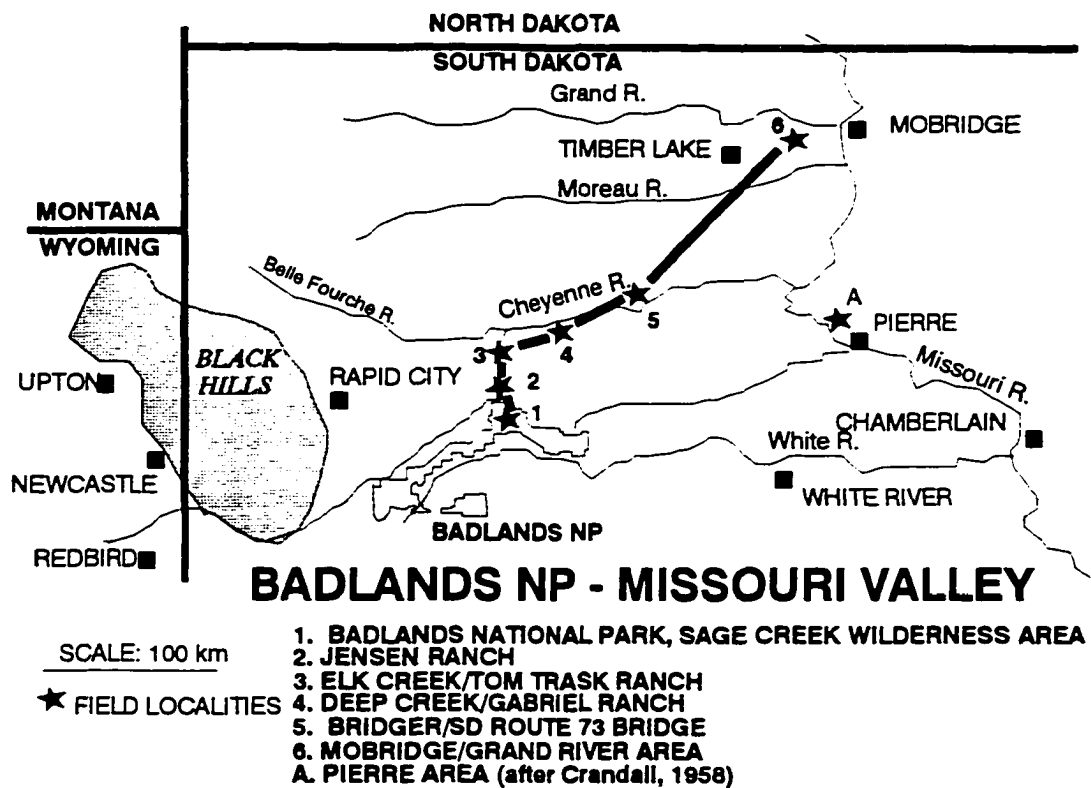 NORTH DAKOTA
SOUTH DAKOTA
Grand R.
6
MOBRIDGE
TIMBER LAKE
Moreau R.
MONTANA
WYOMING
Belle Fourche R.
Cheyenne R.
5
A
PIERRE
3
4
BLACK
HILLS
UPTON
RAPID CITY
2
1
Missouri R.
CHAMBERLAIN
White R.
NEWCASTLE
WHITE RIVER
BADLANDS NP
REDBIRD
BADLANDS NP - MISSOURI VALLEY
SCALE: 100 km
FIELD LOCALITIES
1. BADLANDS NATIONAL PARK, SAGE CREEK WILDERNESS AREA
2. JENSEN RANCH
3. ELK CREEK/TOM TRASK RANCH
4. DEEP CREEK/GABRIEL RANCH
5. BRIDGER/SD ROUTE 73 BRIDGE
6. MOBRIDGE/GRAND RIVER AREA
A. PIERRE AREA (after Crandall, 1958)